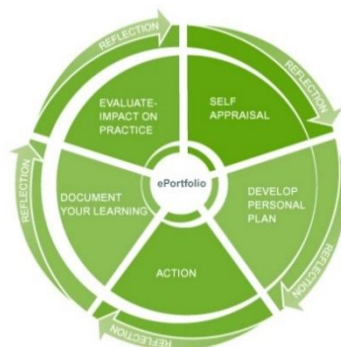 REFLECTION
REFLECTION
REFLECTION
REFLECTION
REFLECTION
EVALUATE-
IMPACT ON
PRACTICE
SELF
APPRAISAL
ePortfolio
DOCUMENT
YOUR LEARNING
DEVELOP
PERSONAL
PLAN
ACTION